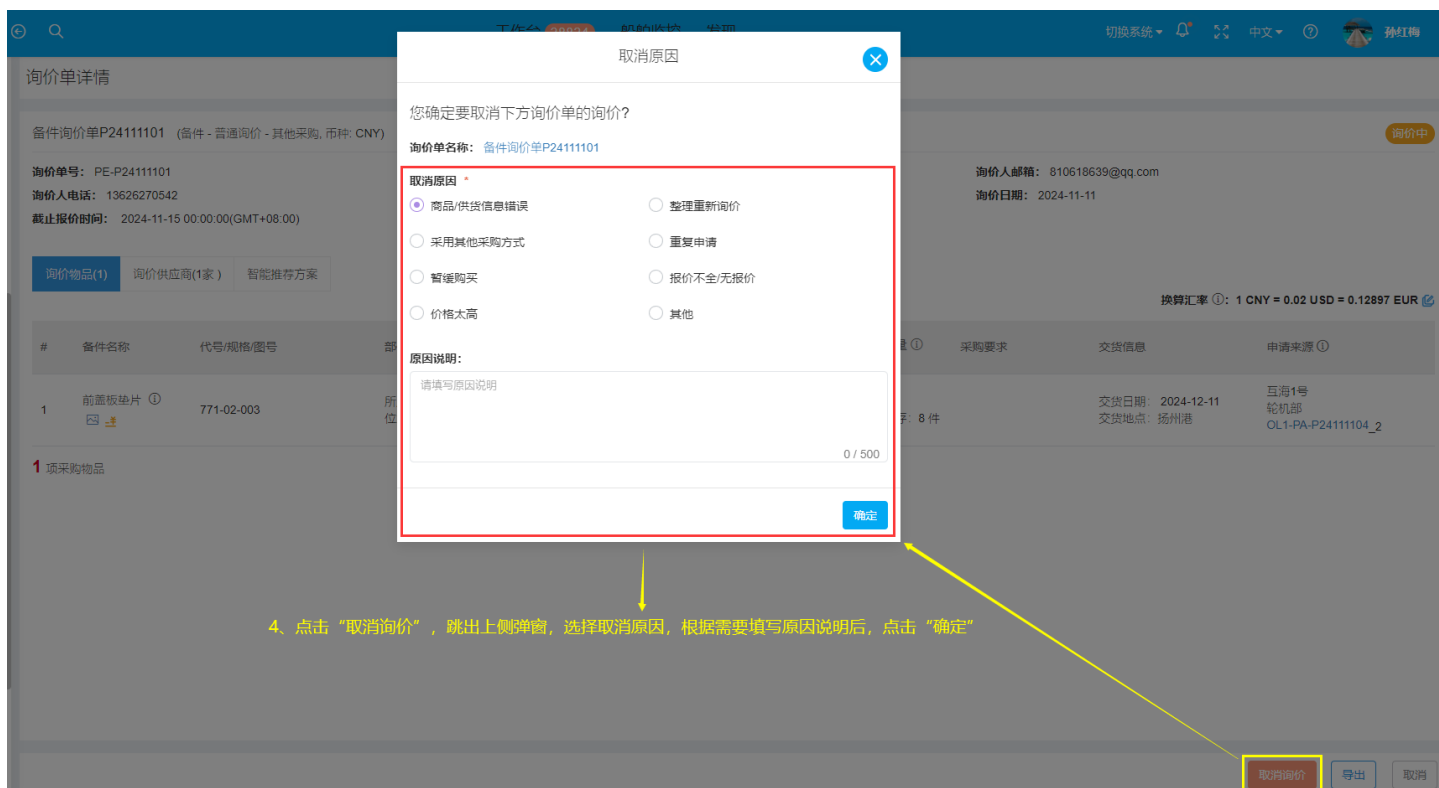 切换系统 中文 孙红梅
询价单详情
取消原因
您确定要取消下方询价单的询价?
询价单名称： 备件询价单P24111101
备件询价单P24111101 (备件 - 普通询价 - 其他采购, 币种: CNY) 询价中
询价单号： PE-P24111101 询价人邮箱： 810618639@qq.com
询价人电话： 13626270542 询价日期： 2024-11-11
截止报价时间： 2024-11-15 00:00:00(GMT+08:00)
取消原因 *
商品/供货信息错误 整理重新询价
采用其他采购方式 重复申请
暂缓购买 报价不全/无报价
价格太高 其他
原因说明：
请填写原因说明
0 / 500
确定
询价物品(1) 询价供应商(1家 ) 智能推荐方案
换算汇率 ： 1 CNY = 0.02 USD = 0.12897 EUR
# 备件名称 代号/规格/图号 采购要求 交货信息 申请来源
1 前盖板垫片 771-02-003 8 件 交货日期： 2024-12-11 交货地点： 扬州港 互海1号 轮机部 OL1-PA-P24111104_2
1 项采购物品
4、点击“取消询价”，跳出上侧弹窗，选择取消原因，根据需要填写原因说明后，点击“确定”
取消询价 导出 取消